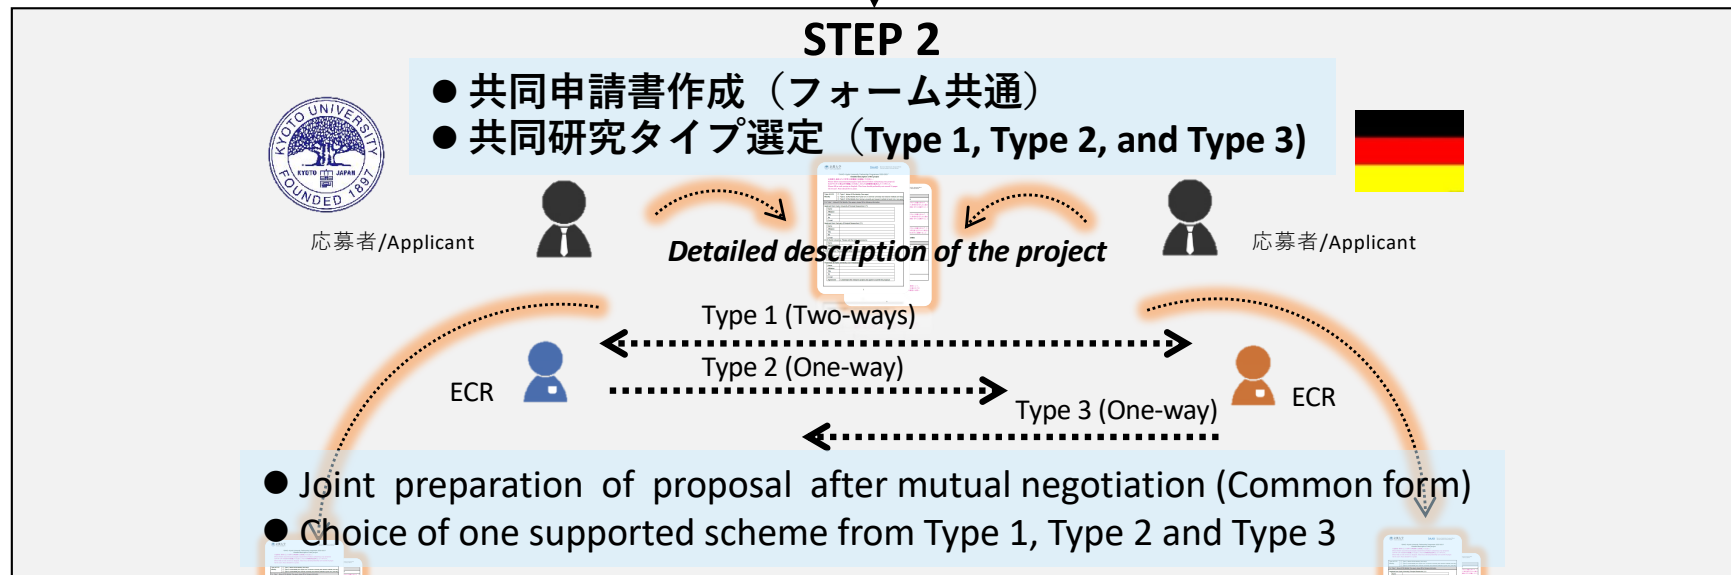 STEP 2
● 共同申請書作成（フォーム共通）
● 共同研究タイプ選定（Type 1, Type 2, and Type 3)
KYOTO UNIVERSITY
KYOTO JAPAN
FOUNDED 1897
応募者/Applicant
応募者/Applicant
Detailed description of the project
Type 1 (Two-ways)
Type 2 (One-way)
ECR
ECR
Type 3 (One-way)
● Joint preparation of proposal after mutual negotiation (Common form)
● Choice of one supported scheme from Type 1, Type 2 and Type 3